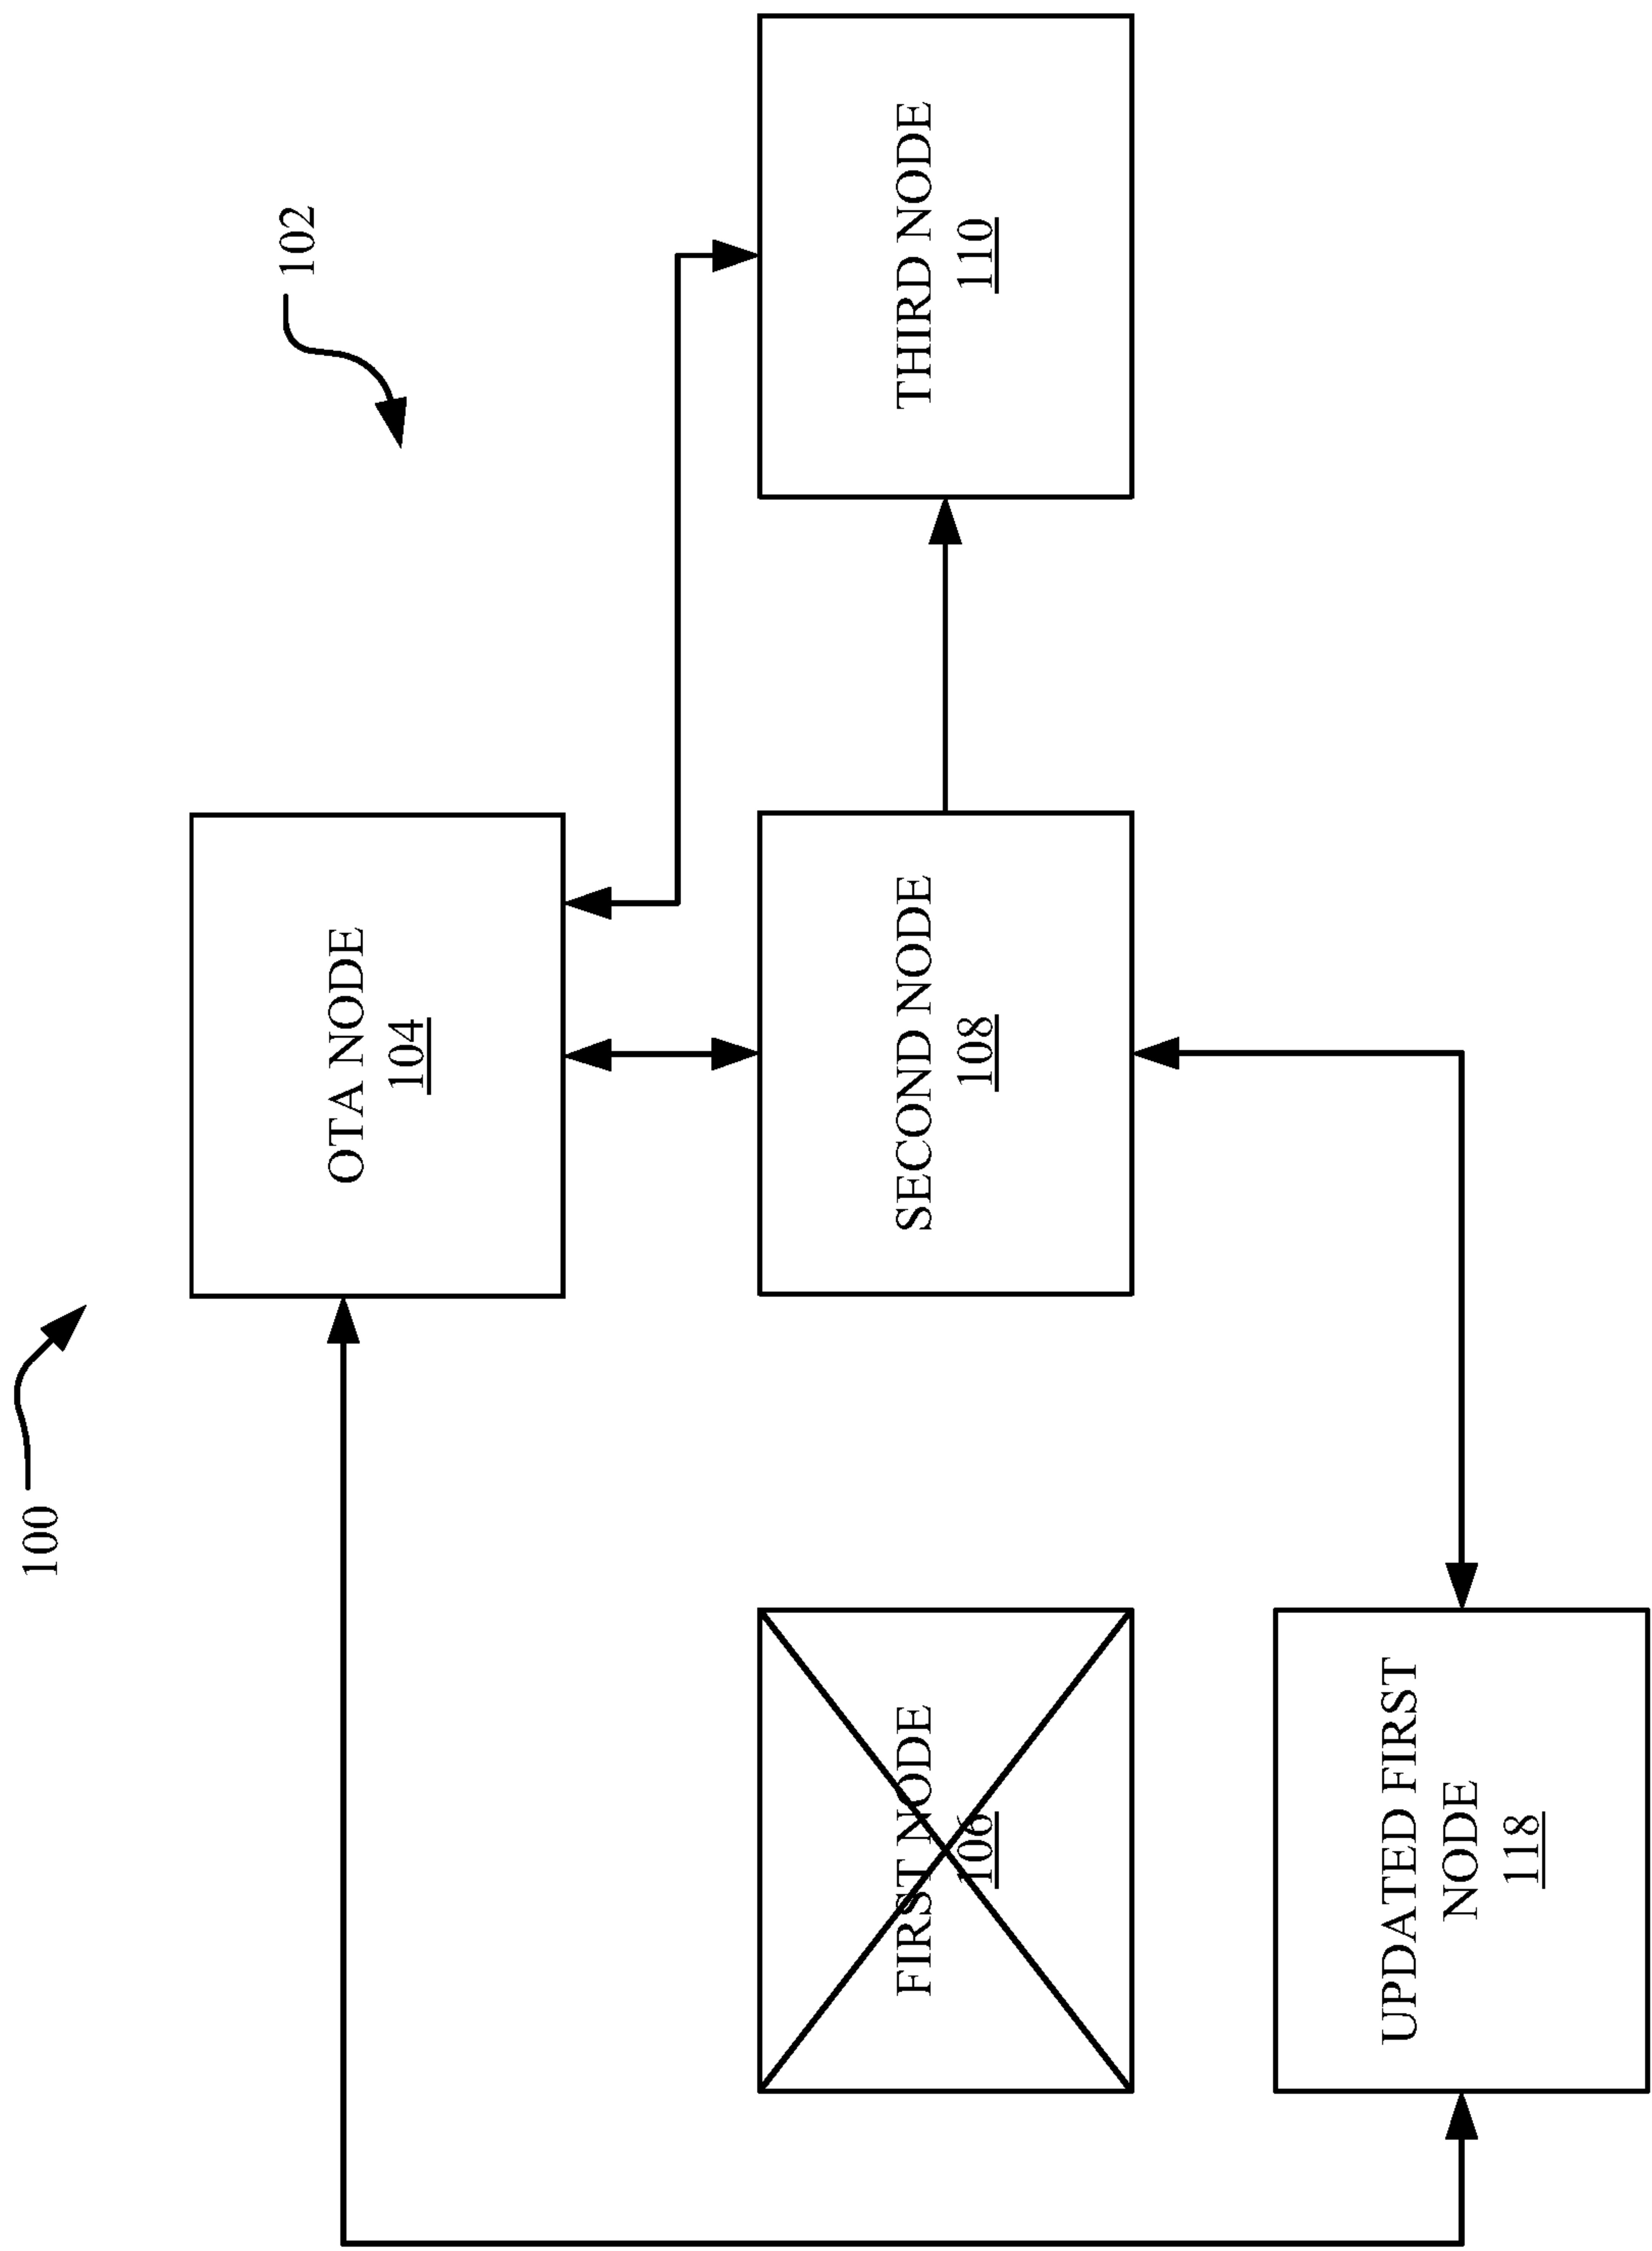 100
102
OTA NODE
104
FIRST NODE
106
SECOND NODE
108
THIRD NODE
110
UPDATED FIRST
NODE
118